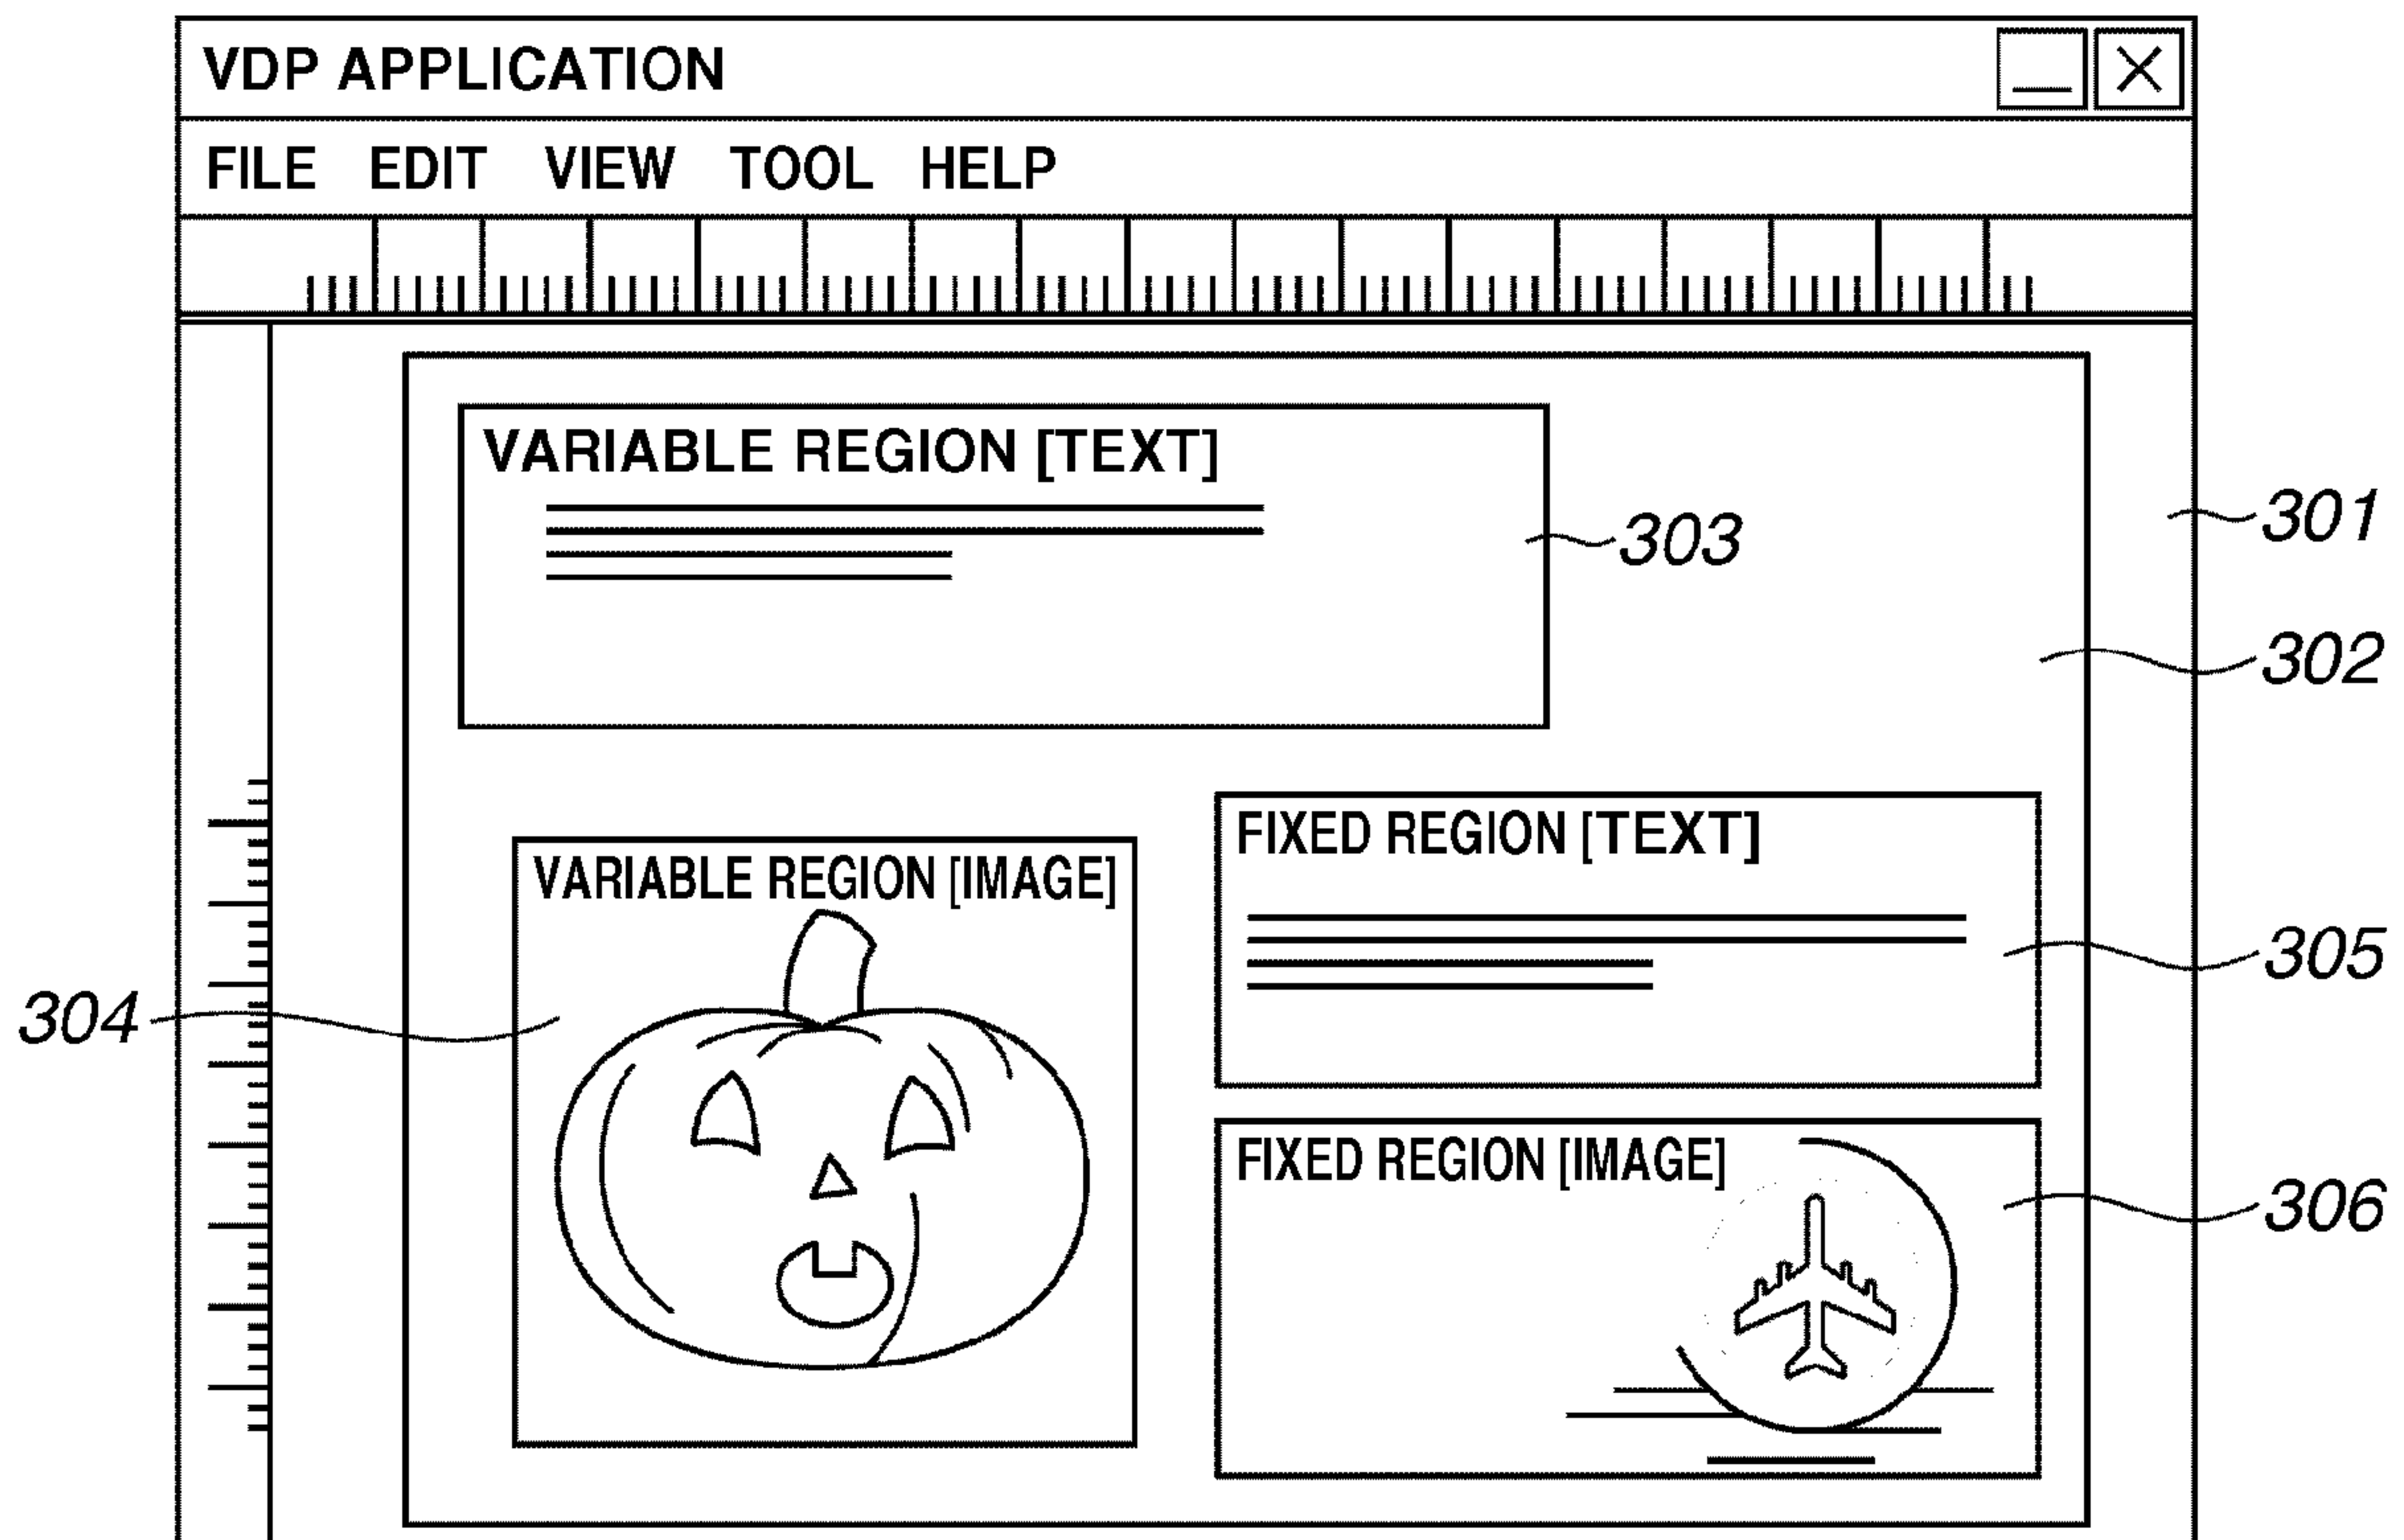 VDP APPLICATION
FILE EDIT VIEW TOOL HELP
VARIABLE REGION [TEXT]
303
301
302
FIXED REGION [TEXT]
VARIABLE REGION [IMAGE]
305
304
FIXED REGION [IMAGE]
306